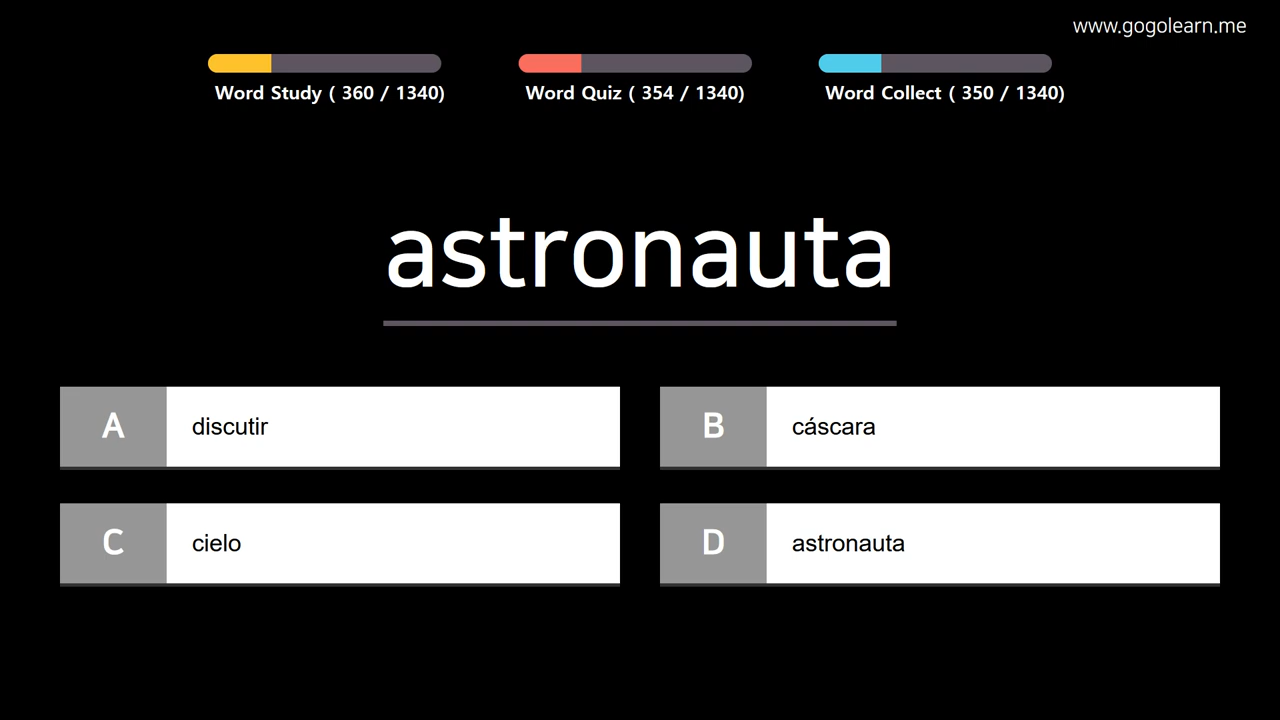 www.gogolearn.me
Word Study ( 360 / 1340)
Word Quiz ( 354 / 1340)
Word Collect ( 350 / 1340)
astronauta
A discutir
B cáscara
C cielo
D astronauta